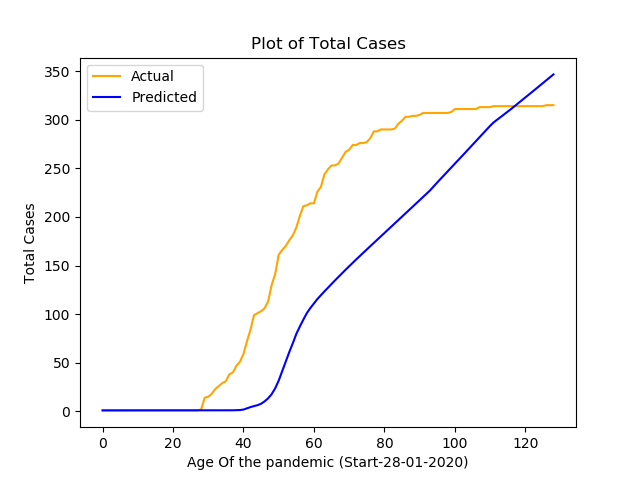 Plot of Total Cases
Actual
Predicted
350
300
250
200
150
100
50
0
Total Cases
0 20 40 60 80 100 120
Age Of the pandemic (Start-28-01-2020)